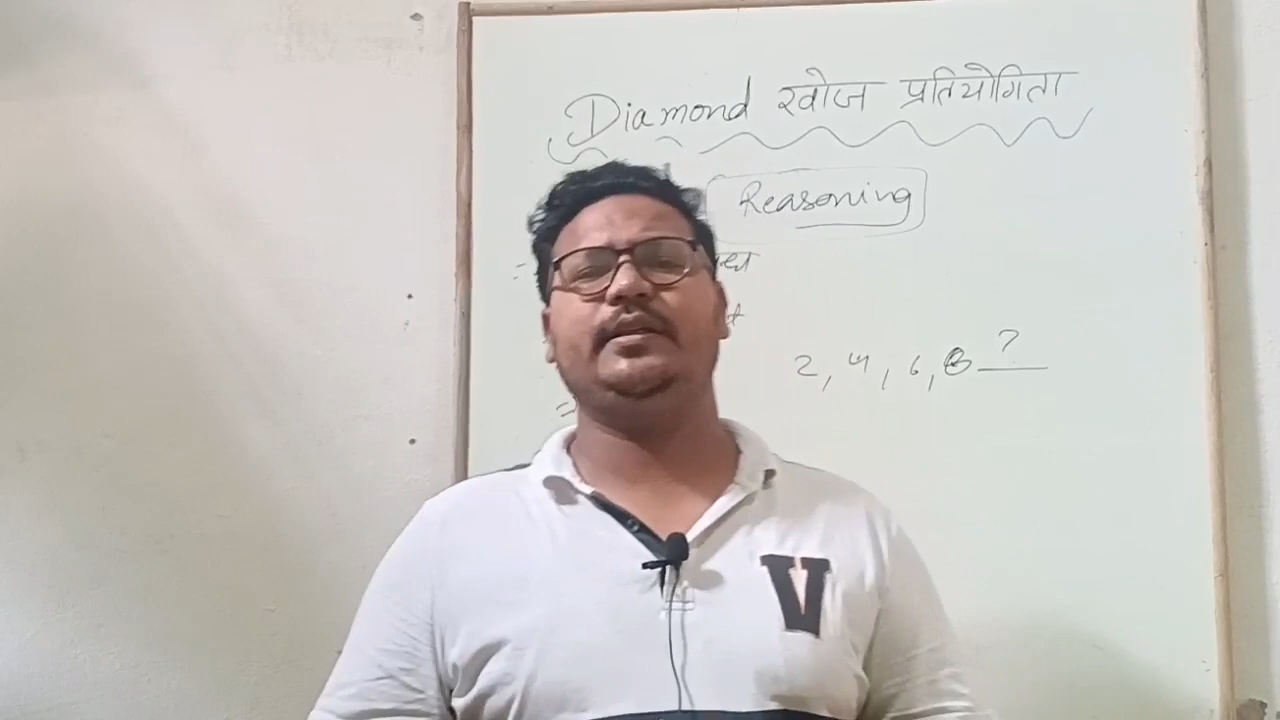 Diamond खोज प्रतियोगिता
Reasoning
2, 4, 6, 8 ?
V